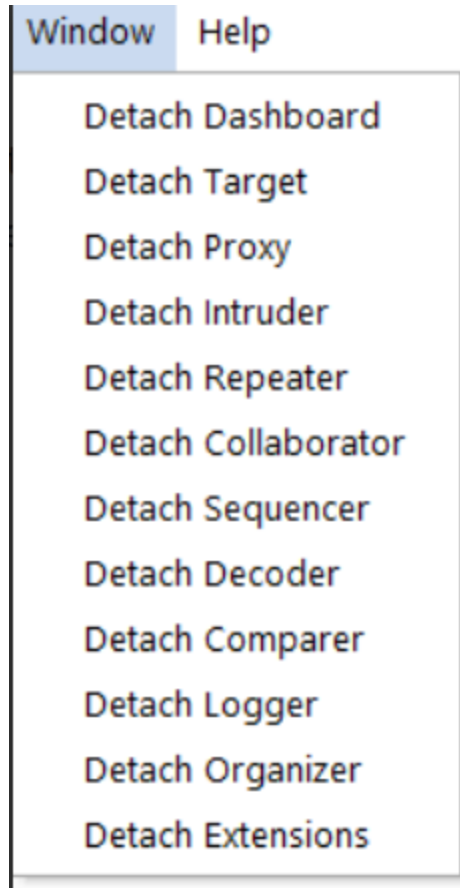 Window Help
Detach Dashboard
Detach Target
Detach Proxy
Detach Intruder
Detach Repeater
Detach Collaborator
Detach Sequencer
Detach Decoder
Detach Comparer
Detach Logger
Detach Organizer
Detach Extensions